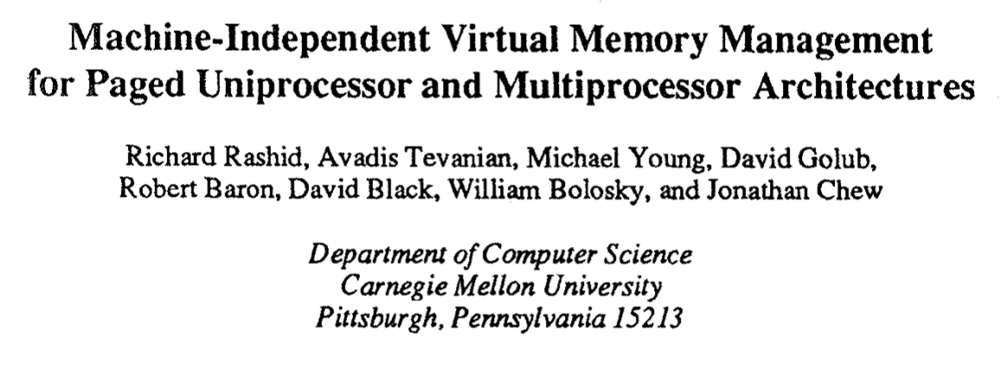 Machine-Independent Virtual Memory Management
for Paged Uniprocessor and Multiprocessor Architectures
Richard Rashid, Avadis Tevanian, Michael Young, David Golub,
Robert Baron, David Black, William Bolosky, and Jonathan Chew
Department of Computer Science
Carnegie Mellon University
Pittsburgh, Pennsylvania 15213